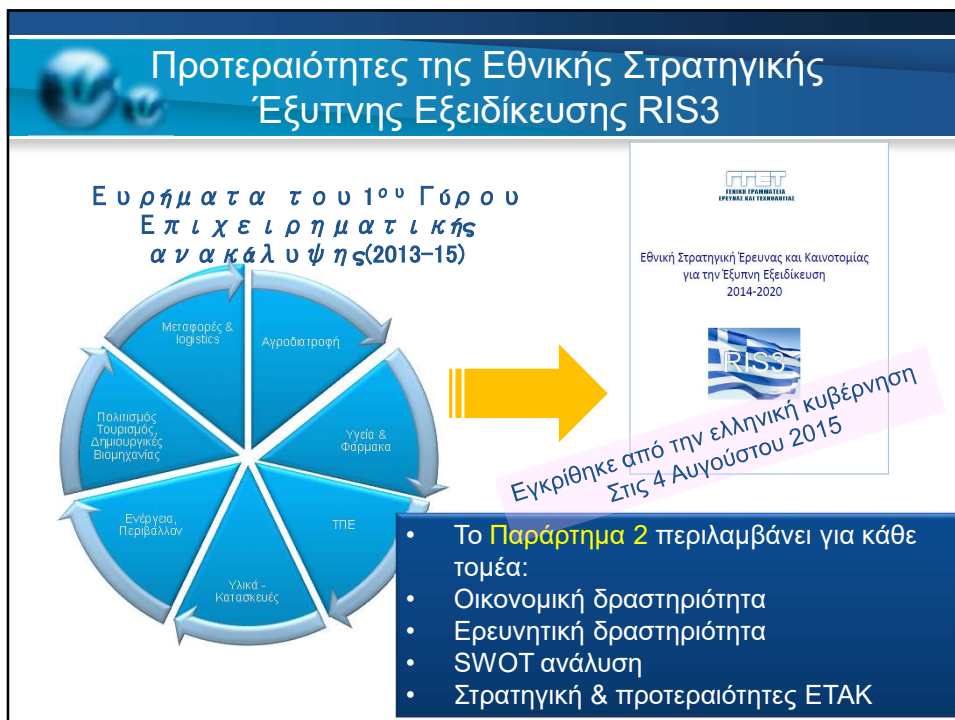 Προτεραιότητες της Εθνικής Στρατηγικής
Έξυπνης Εξειδίκευσης RIS3
Ευρήματα του 1ου Γύρου
Επιχειρηματικής
ανακάλυψης(2013-15)
Μεταφορές &
logistics
Αγροδιατροφή
Πολιτισμός
Τουρισμός,
Δημιουργικές
Βιομηχανίας
Υγεία &
Φάρμακα
Ενέργεια,
Περιβάλλον
ΤΠΕ
Υλικά -
Κατασκευές
ΓΓΕΤ
ΓΕΝΙΚΗ ΓΡΑΜΜΑΤΕΙΑ
ΕΡΕΥΝΑΣ ΚΑΙ ΤΕΧΝΟΛΟΓΙΑΣ
Εθνική Στρατηγική Έρευνας και Καινοτομίας
για την Έξυπνη Εξειδίκευση
2014-2020
RIS3
Εγκρίθηκε από την ελληνική κυβέρνηση
Στις 4 Αυγούστου 2015
• Το Παράρτημα 2 περιλαμβάνει για κάθε
τομέα:
• Οικονομική δραστηριότητα
• Ερευνητική δραστηριότητα
• SWOT ανάλυση
• Στρατηγική & προτεραιότητες ΕΤΑΚ